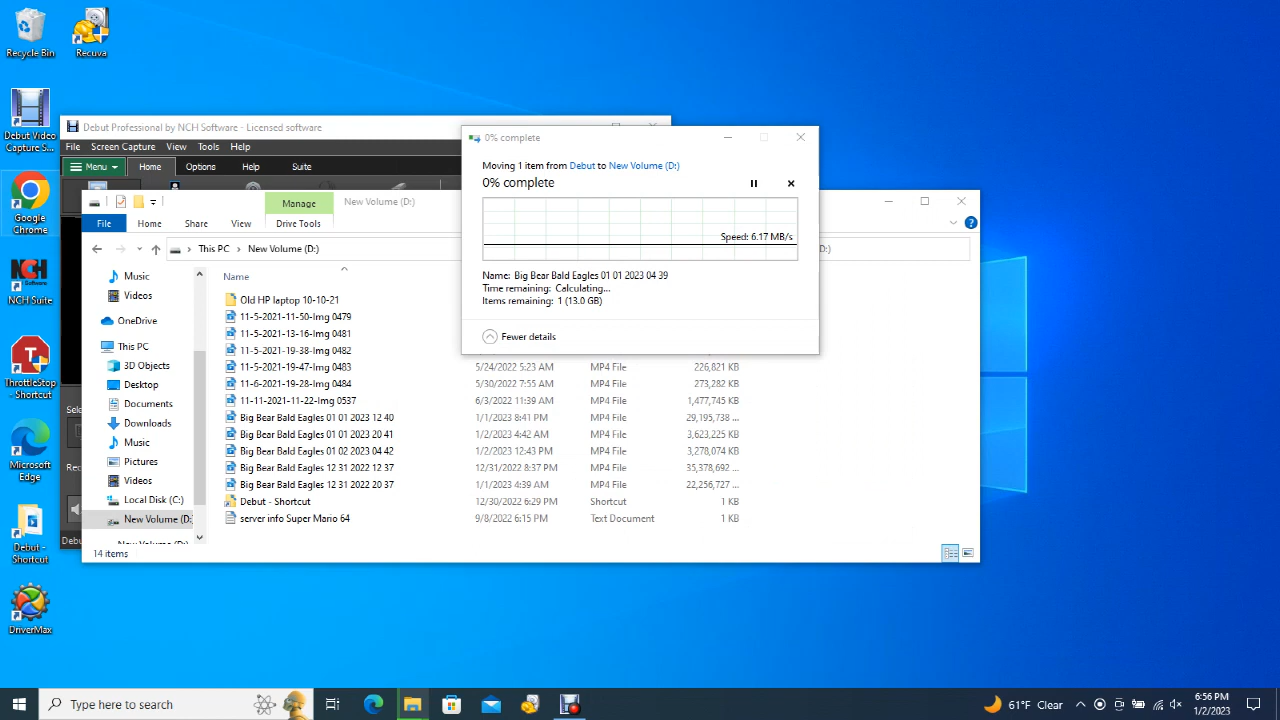 Recycle Bin
Recuva
Debut Video
Capture S...
Google
Chrome
NCH Suite
ThrottleStop
- Shortcut
Microsoft
Edge
Debut -
Shortcut
DriverMax
Debut Professional by NCH Software - Licensed software
File Screen Capture View Tools Help
Menu Home Options Help Suite
Manage New Volume (D:)
File Home Share View Drive Tools
This PC > New Volume (D:)
D:)
Music
Videos
OneDrive
This PC
3D Objects
Desktop
Documents
Downloads
Music
Pictures
Videos
Local Disk (C:)
New Volume (D:
New Volume (D:)
Name
Old HP laptop 10-10-21
11-5-2021-11-50-Img 0479
11-5-2021-13-16-Img 0481
11-5-2021-19-38-Img 0482
11-5-2021-19-47-Img 0483 5/24/2022 5:23 AM MP4 File 226,821 KB
11-6-2021-19-28-Img 0484 5/30/2022 7:55 AM MP4 File 273,282 KB
11-11-2021-11-22-Img 0537 6/3/2022 11:39 AM MP4 File 1,477,745 KB
Big Bear Bald Eagles 01 01 2023 12 40 1/1/2023 8:41 PM MP4 File 29,195,738 ...
Big Bear Bald Eagles 01 01 2023 20 41 1/2/2023 4:42 AM MP4 File 3,623,225 KB
Big Bear Bald Eagles 01 02 2023 04 42 1/2/2023 12:43 PM MP4 File 3,278,074 KB
Big Bear Bald Eagles 12 31 2022 12 37 12/31/2022 8:37 PM MP4 File 35,378,692 ...
Big Bear Bald Eagles 12 31 2022 20 37 1/1/2023 4:39 AM MP4 File 22,256,727 ...
Debut - Shortcut 12/30/2022 6:29 PM Shortcut 1 KB
server info Super Mario 64 9/8/2022 6:15 PM Text Document 1 KB
14 items
0% complete
Moving 1 item from Debut to New Volume (D:)
0% complete
Speed: 6.17 MB/s
Name: Big Bear Bald Eagles 01 01 2023 04 39
Time remaining: Calculating...
Items remaining: 1 (13.0 GB)
Fewer details
Sele
Rec
Debu
Type here to search
61°F Clear
6:56 PM
1/2/2023